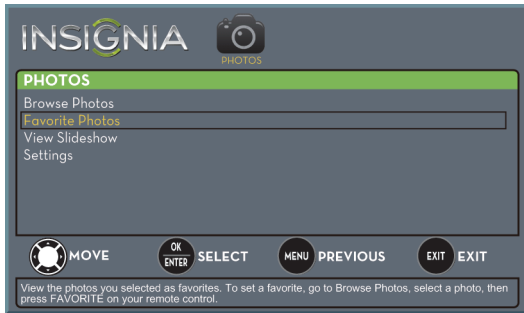 INSIGNIA
PHOTOS
PHOTOS
Browse Photos
Favorite Photos
View Slideshow
Settings
MOVE
OK
ENTER
SELECT
MENU
PREVIOUS
EXIT
EXIT
View the photos you selected as favorites. To set a favorite, go to Browse Photos, select a photo, then
press FAVORITE on your remote control.